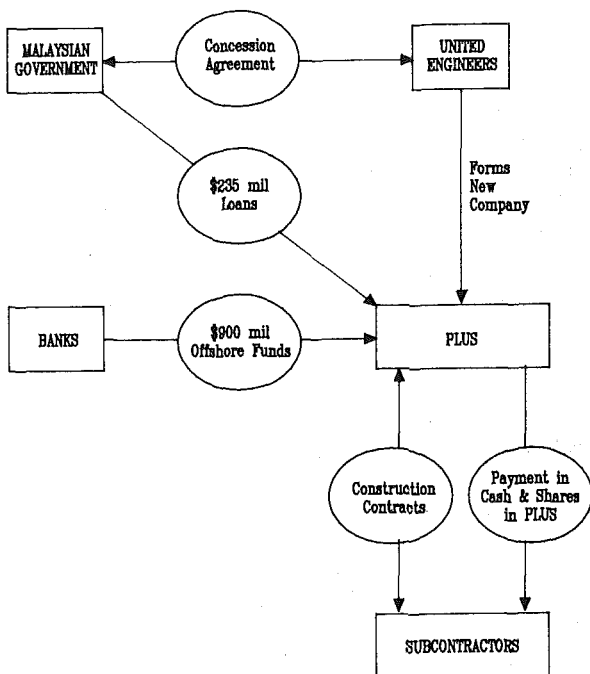 MALAYSIAN
GOVERNMENT
Concession
Agreement
UNITED
ENGINEERS
$235 mil
Loans
Forms
New
Company
BANKS
$900 mil
Offshore Funds
PLUS
Construction
Contracts
Payment in
Cash & Shares
in PLUS
SUBCONTRACTORS